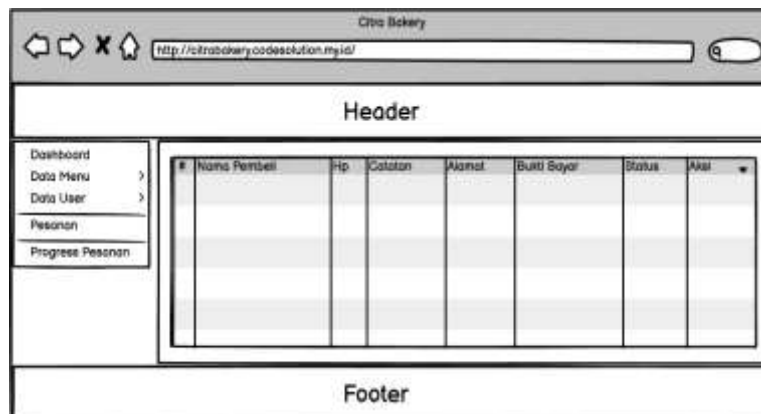 Citra Bakery
http://citrabakery.codesolution.my.id/
Header
Dashboard
Data Menu >
Data User >
Pesanan
Progress Pesanan
# Nama Pembeli Hp Catatan Alamat Bukti Bayar Status Aksi
Footer